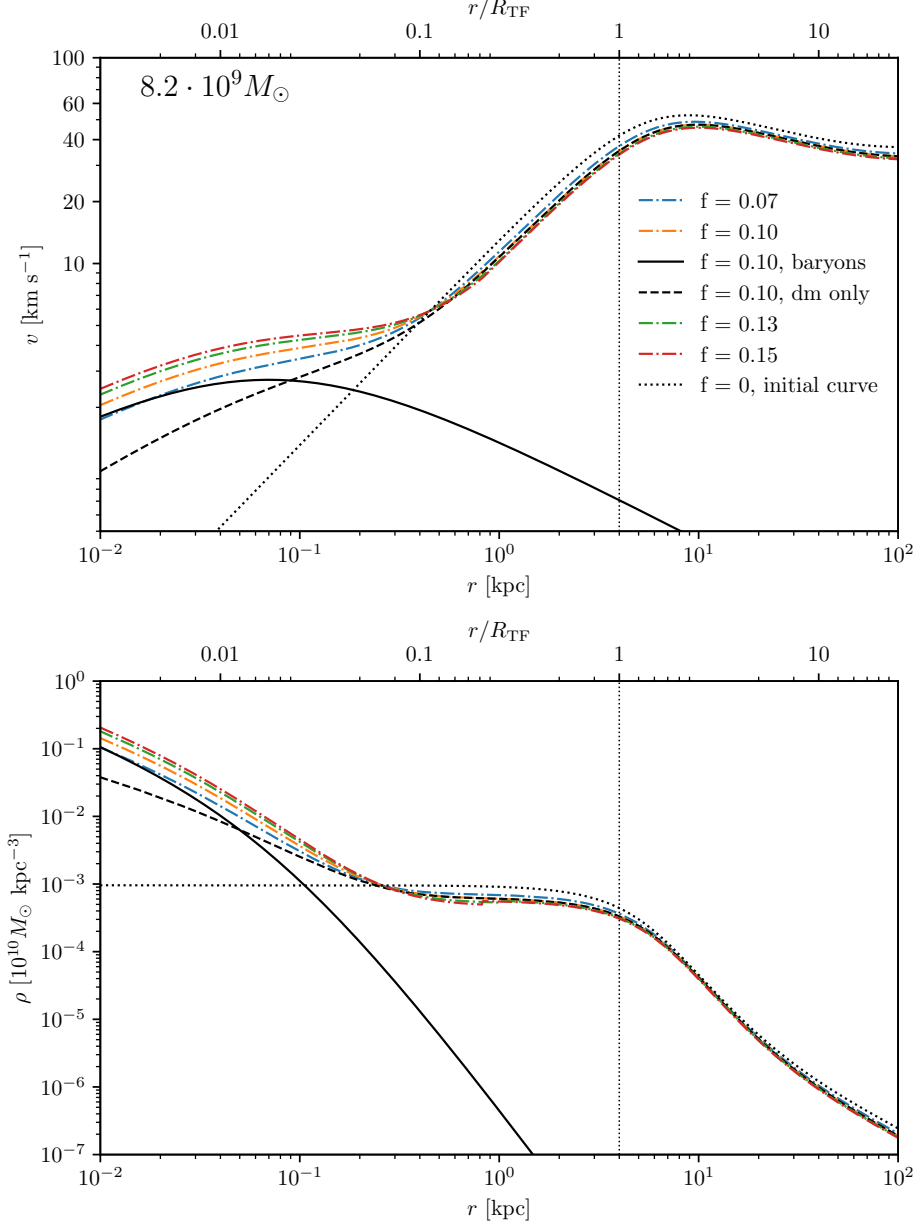 r/R_TF
0.01 0.1 1 10
8.2 · 10^9 M_⊙
100
60
40
20
10
v [km s^−1]
f = 0.07
f = 0.10
f = 0.10, baryons
f = 0.10, dm only
f = 0.13
f = 0.15
f = 0, initial curve
10^−2 10^−1 10^0 10^1 10^2
r [kpc]
r/R_TF
0.01 0.1 1 10
10^0
10^−1
10^−2
10^−3
10^−4
10^−5
10^−6
10^−7
ρ [10^10 M_⊙ kpc^−3]
10^−2 10^−1 10^0 10^1 10^2
r [kpc]